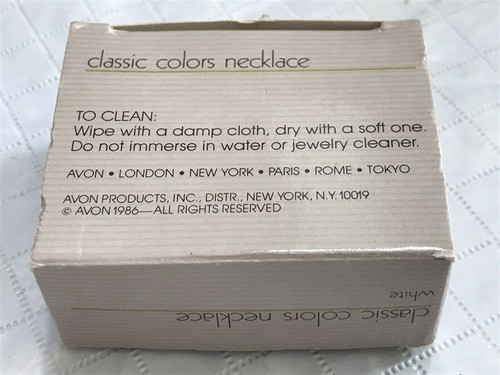 classic colors necklace
TO CLEAN:
Wipe with a damp cloth, dry with a soft one.
Do not immerse in water or jewelry cleaner.
AVON • LONDON • NEW YORK • PARIS • ROME • TOKYO
AVON PRODUCTS, INC., DISTR., NEW YORK, N.Y. 10019
© AVON 1986—ALL RIGHTS RESERVED
classic colors necklace
white